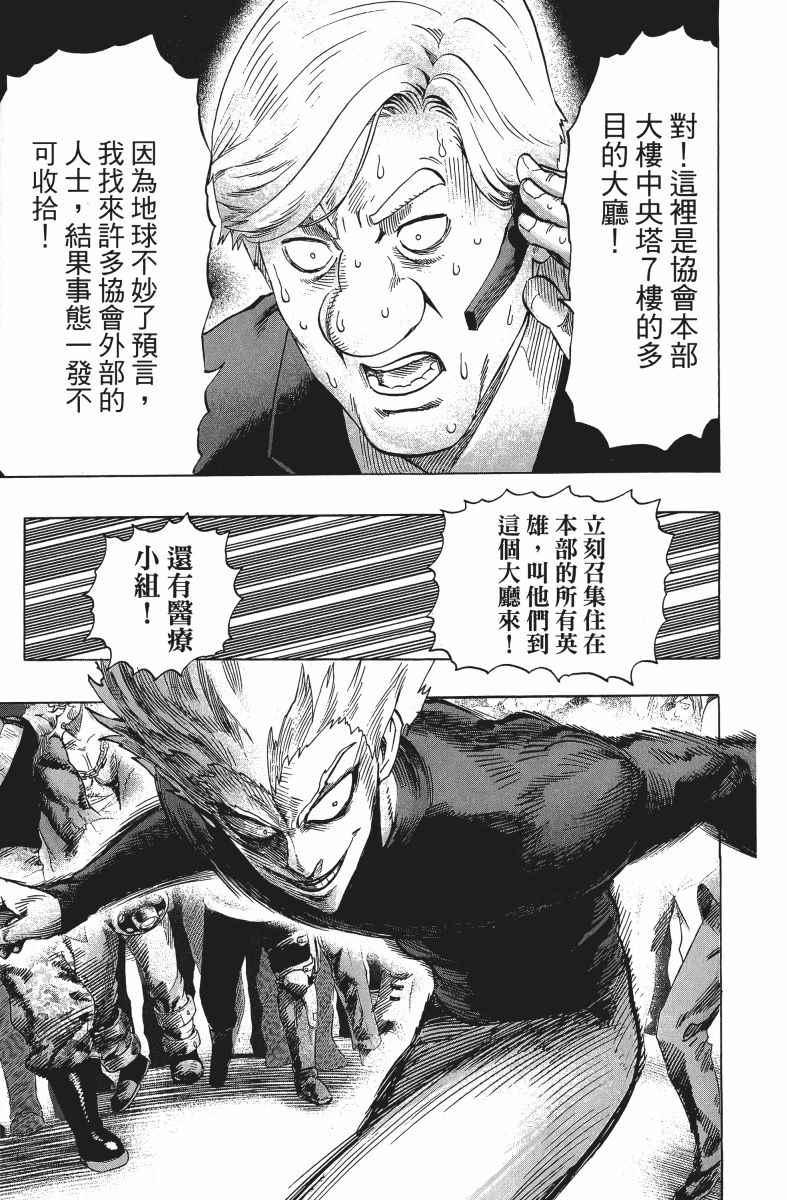 對！這裡是協會本部
大樓中央塔7樓的多
目的大廳！
因為地球不妙了預言，
我找來許多協會外部的
人士，結果事態一發不
可收拾！
立刻召集住在
本部的所有英
雄，叫他們到
這個大廳來！
還有醫療
小組！